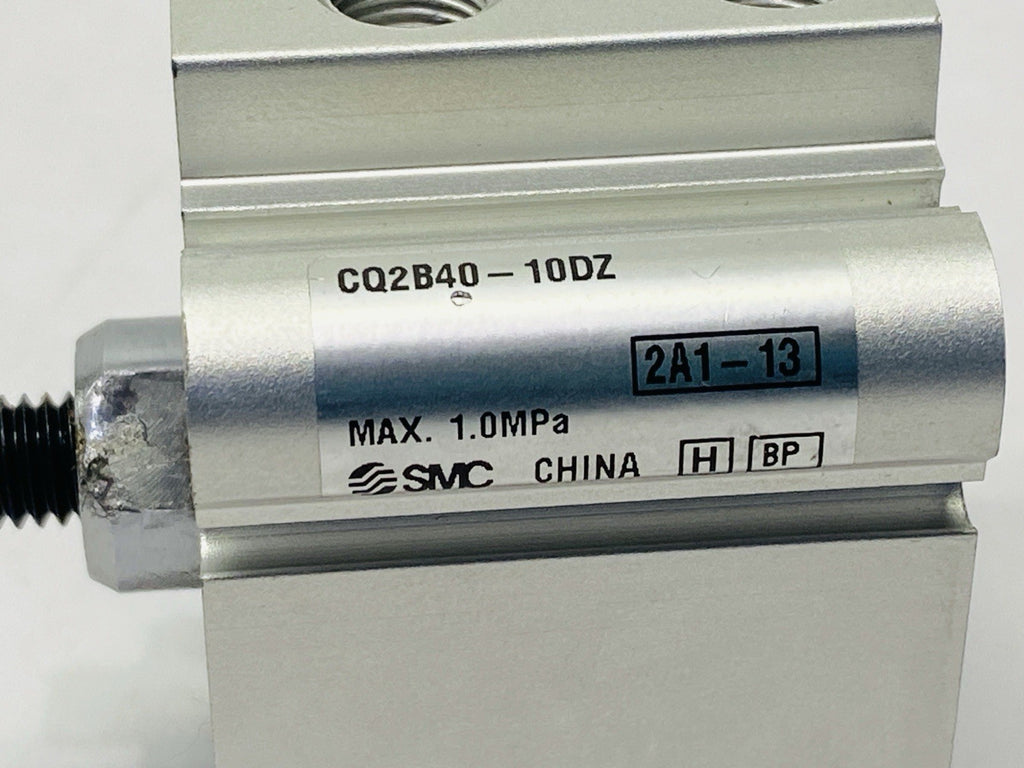 CQ2B40-10DZ
2A1-13
MAX. 1.0MPa
SMC CHINA H BP